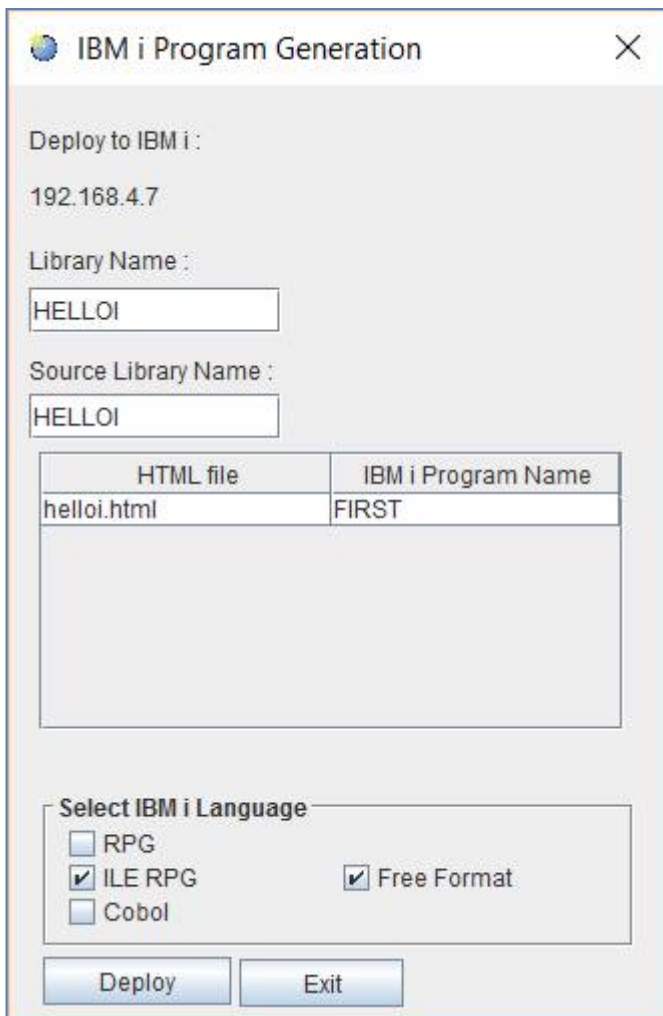 IBM i Program Generation
Deploy to IBM i :
192.168.4.7
Library Name :
HELLOI
Source Library Name :
HELLOI
HTML file IBM i Program Name
helloi.html FIRST
Select IBM i Language
RPG
ILE RPG Free Format
Cobol
Deploy Exit